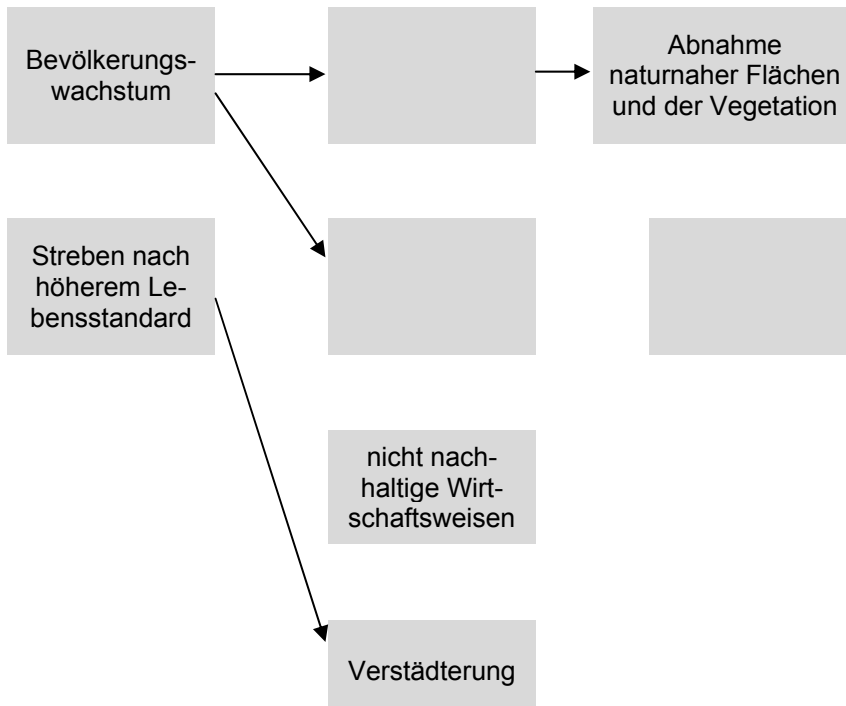 Bevölkerungs-
wachstum
Abnahme
naturnaher Flächen
und der Vegetation
Streben nach
höherem Le-
bensstandard
nicht nach-
haltige Wirt-
schaftsweisen
Verstädterung